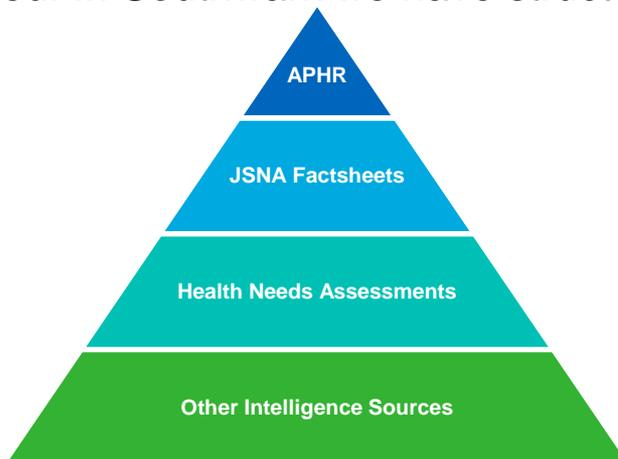 APHR
JSNA Factsheets
Health Needs Assessments
Other Intelligence Sources